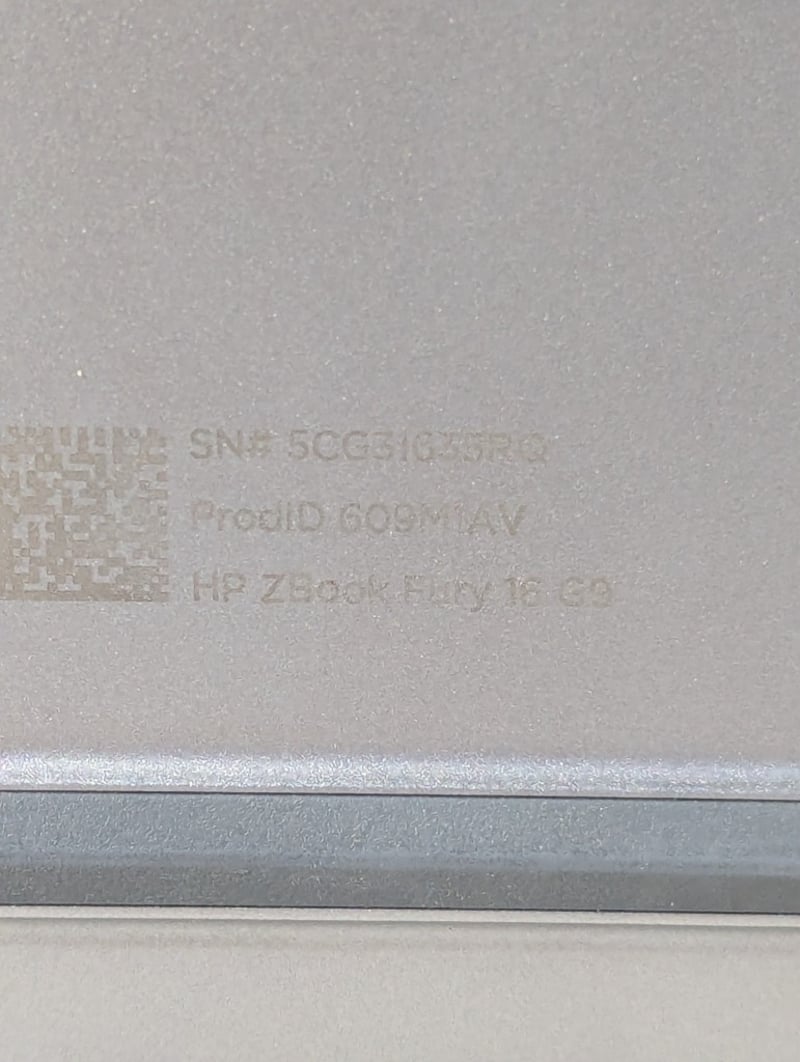 SN# 5CG31635RQ
ProdID 609M1AV
HP ZBook Fury 16 G9